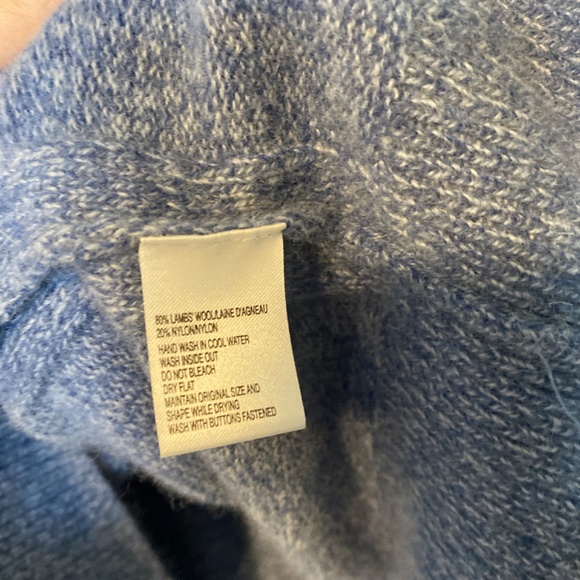 80% LAMBS' WOOL/LAINE D'AGNEAU
20% NYLON/NYLON
HAND WASH IN COOL WATER
WASH INSIDE OUT
DO NOT BLEACH
DRY FLAT
MAINTAIN ORIGINAL SIZE AND
SHAPE WHILE DRYING
WASH WITH BUTTONS FASTENED